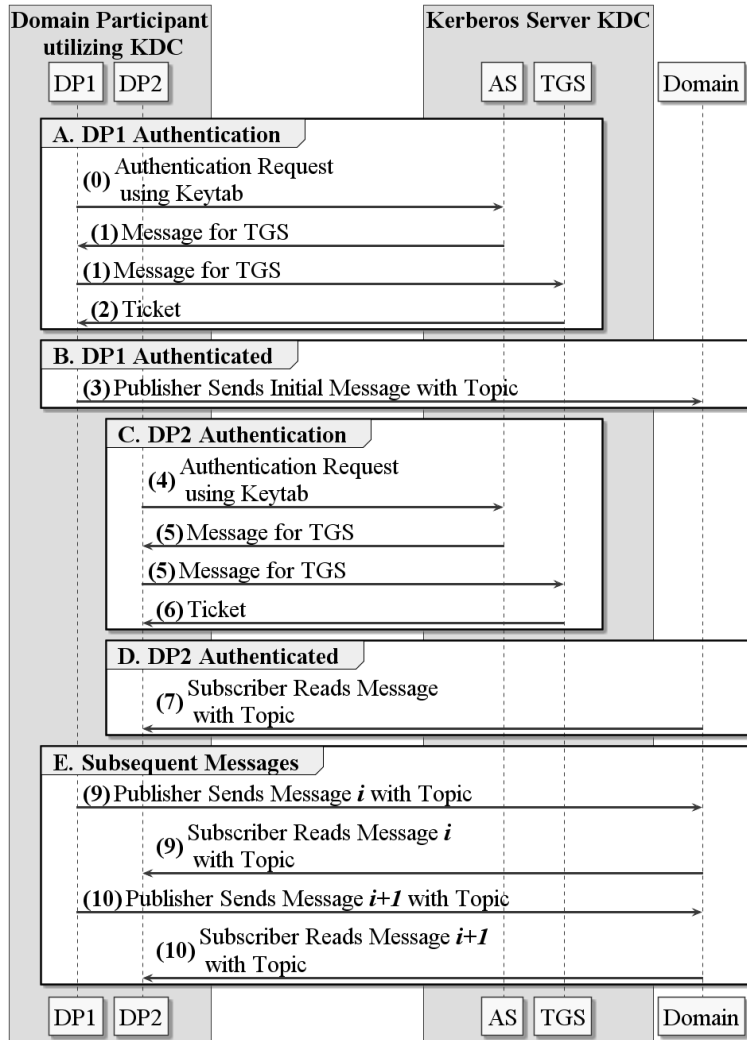 Domain Participant
utilizing KDC
Kerberos Server KDC
DP1 DP2 AS TGS Domain
A. DP1 Authentication
(0) Authentication Request
using Keytab
(1) Message for TGS
(1) Message for TGS
(2) Ticket
B. DP1 Authenticated
(3) Publisher Sends Initial Message with Topic
C. DP2 Authentication
(4) Authentication Request
using Keytab
(5) Message for TGS
(5) Message for TGS
(6) Ticket
D. DP2 Authenticated
(7) Subscriber Reads Message
with Topic
E. Subsequent Messages
(9) Publisher Sends Message i with Topic
(9) Subscriber Reads Message i
with Topic
(10) Publisher Sends Message i+1 with Topic
(10) Subscriber Reads Message i+1
with Topic
DP1 DP2 AS TGS Domain